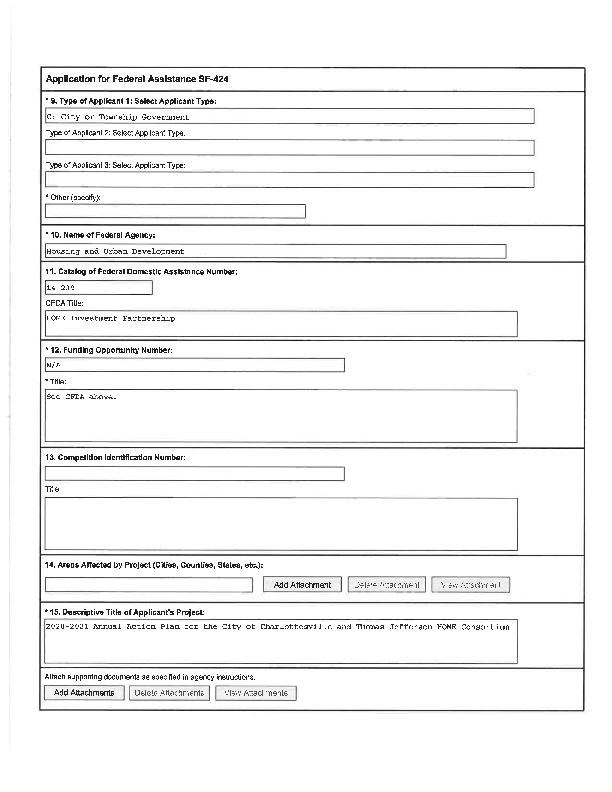 Application for Federal Assistance SF-424
* 9. Type of Applicant 1: Select Applicant Type:
C: City or Township Government
Type of Applicant 2: Select Applicant Type:
Type of Applicant 3: Select Applicant Type:
* Other (specify):
* 10. Name of Federal Agency:
Housing and Urban Development
11. Catalog of Federal Domestic Assistance Number:
14 239
CFDA Title:
HOME Investment Partnership
* 12. Funding Opportunity Number:
N/A
* Title:
See CFDA above.
13. Competition Identification Number:
Title
14. Areas Affected by Project (Cities, Counties, States, etc.):
Add Attachment Delete Attachment View Attachment
* 15. Descriptive Title of Applicant's Project:
2020-2021 Annual Action Plan for the City of Charlottesville and Thomas Jefferson HOME Consortium
Attach supporting documents as specified in agency instructions.
Add Attachments Delete Attachments View Attachments